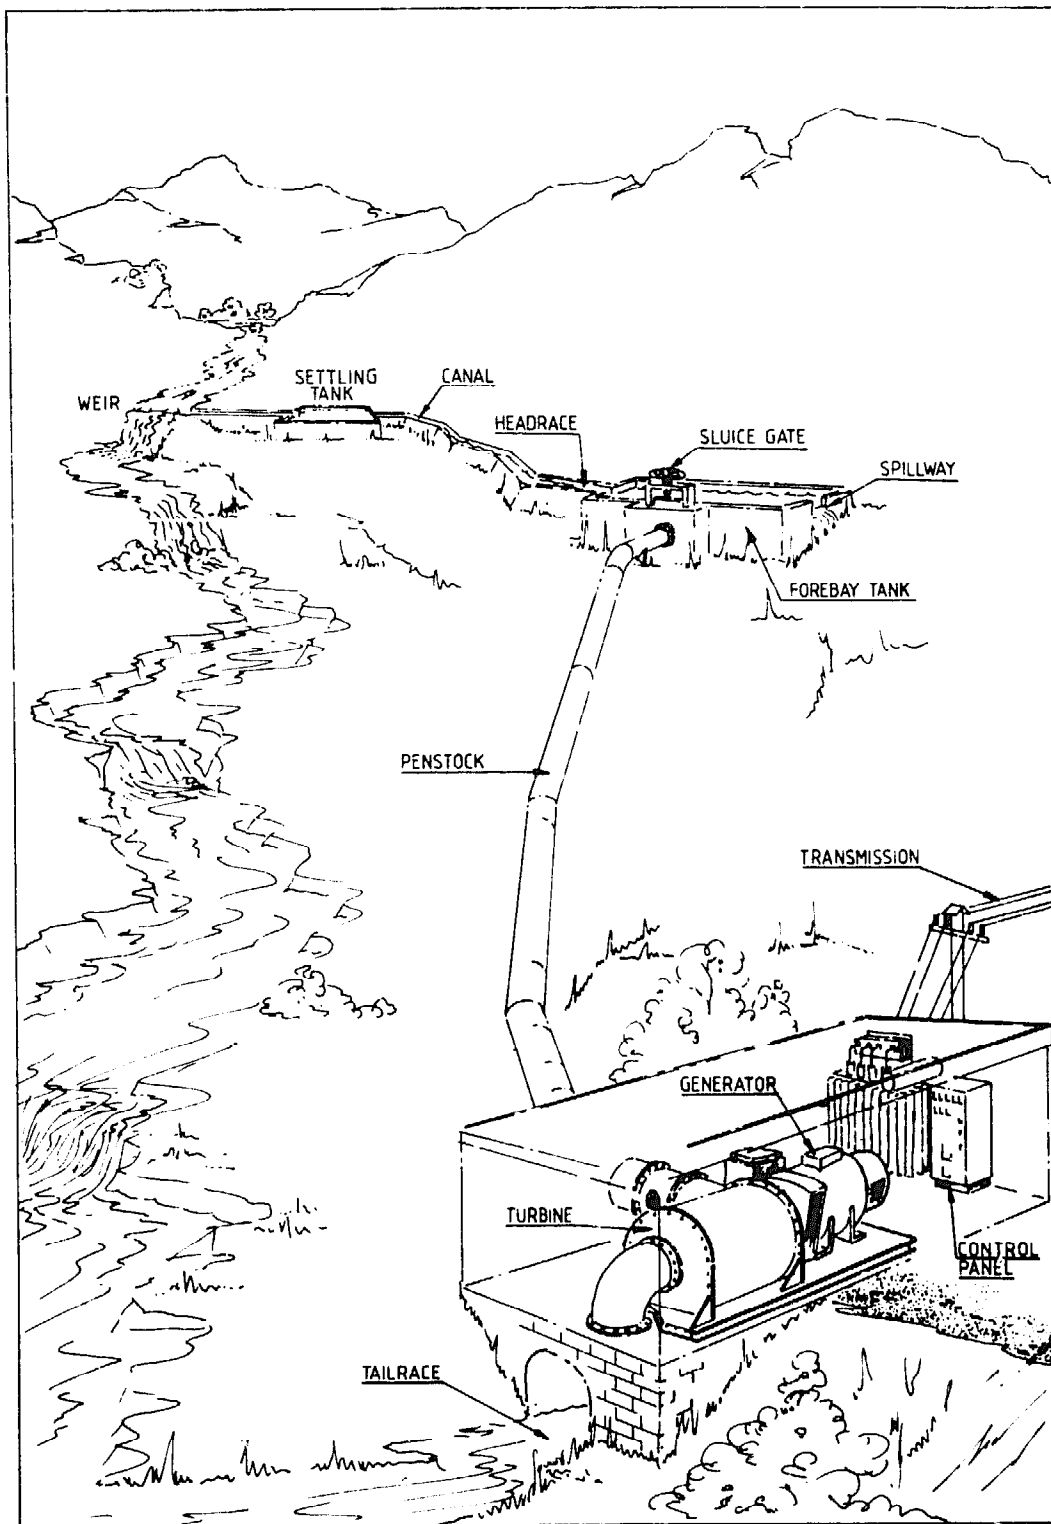 WEIR
SETTLING
TANK
CANAL
HEADRACE
SLUICE GATE
SPILLWAY
FOREBAY TANK
PENSTOCK
TRANSMISSION
GENERATOR
TURBINE
CONTROL
PANEL
TAILRACE